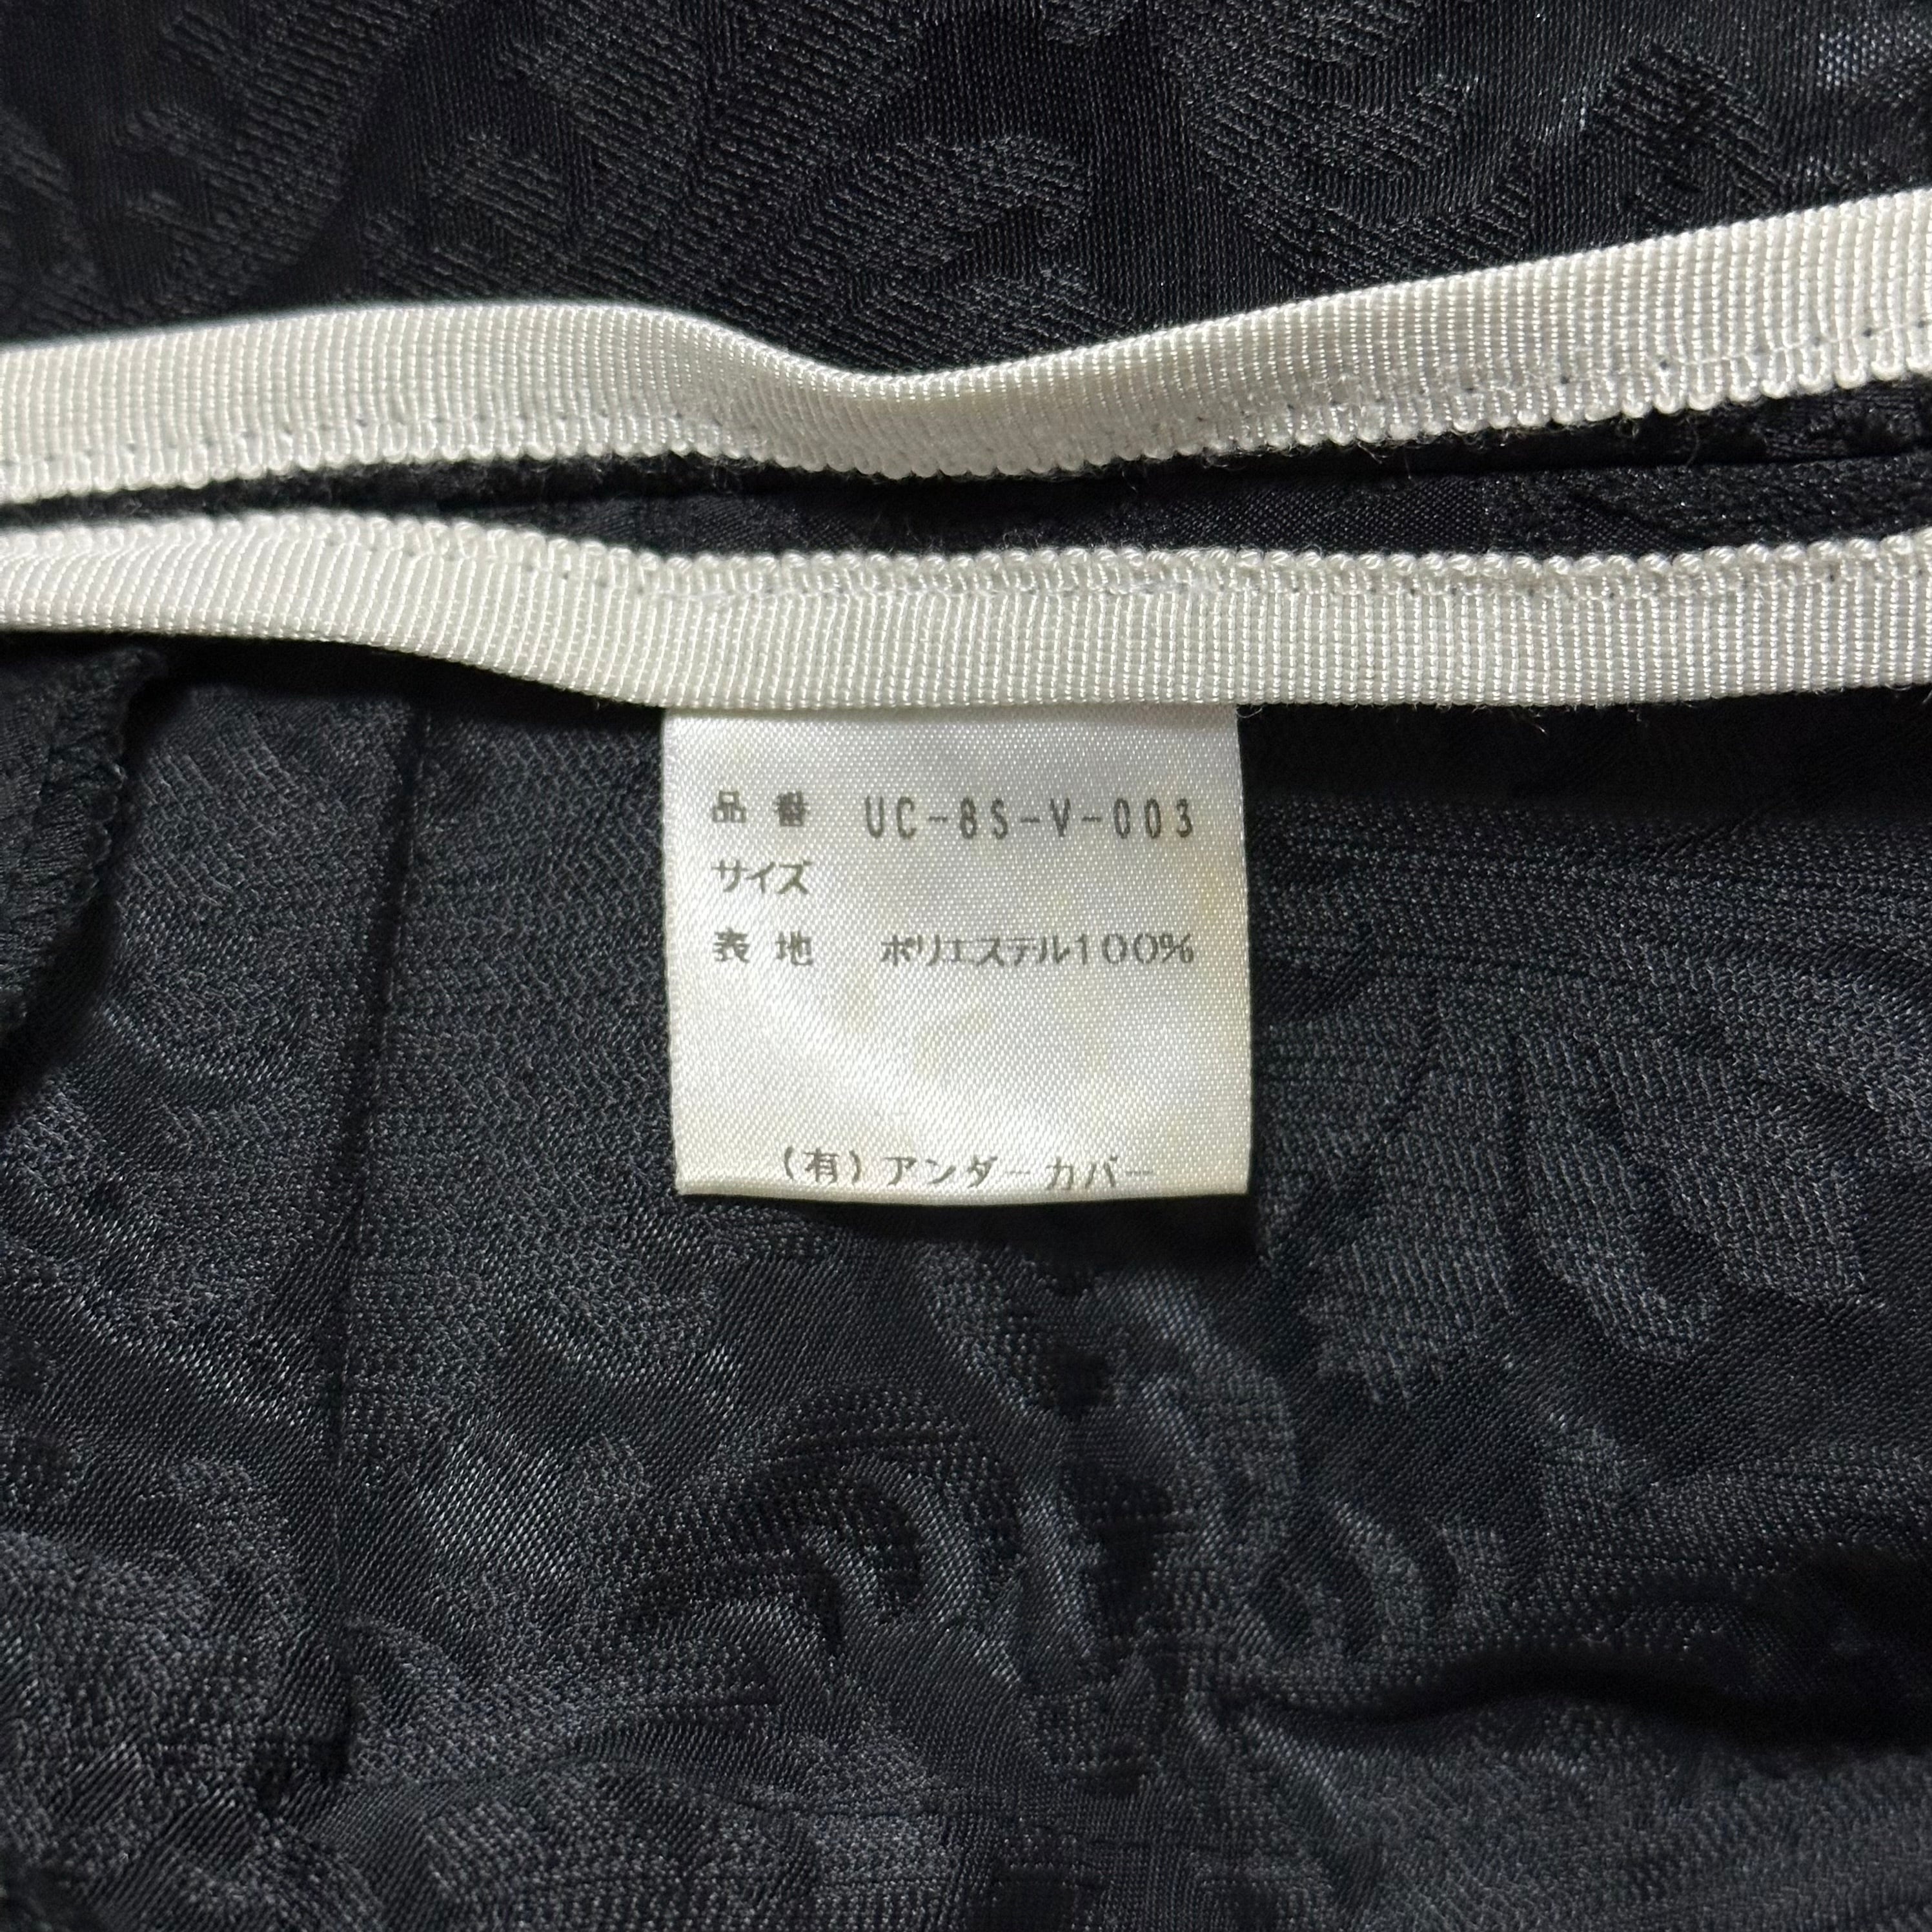 品番 UC-8S-V-003
サイズ
表地 ポリエステル100%
(有)アンダーカバー